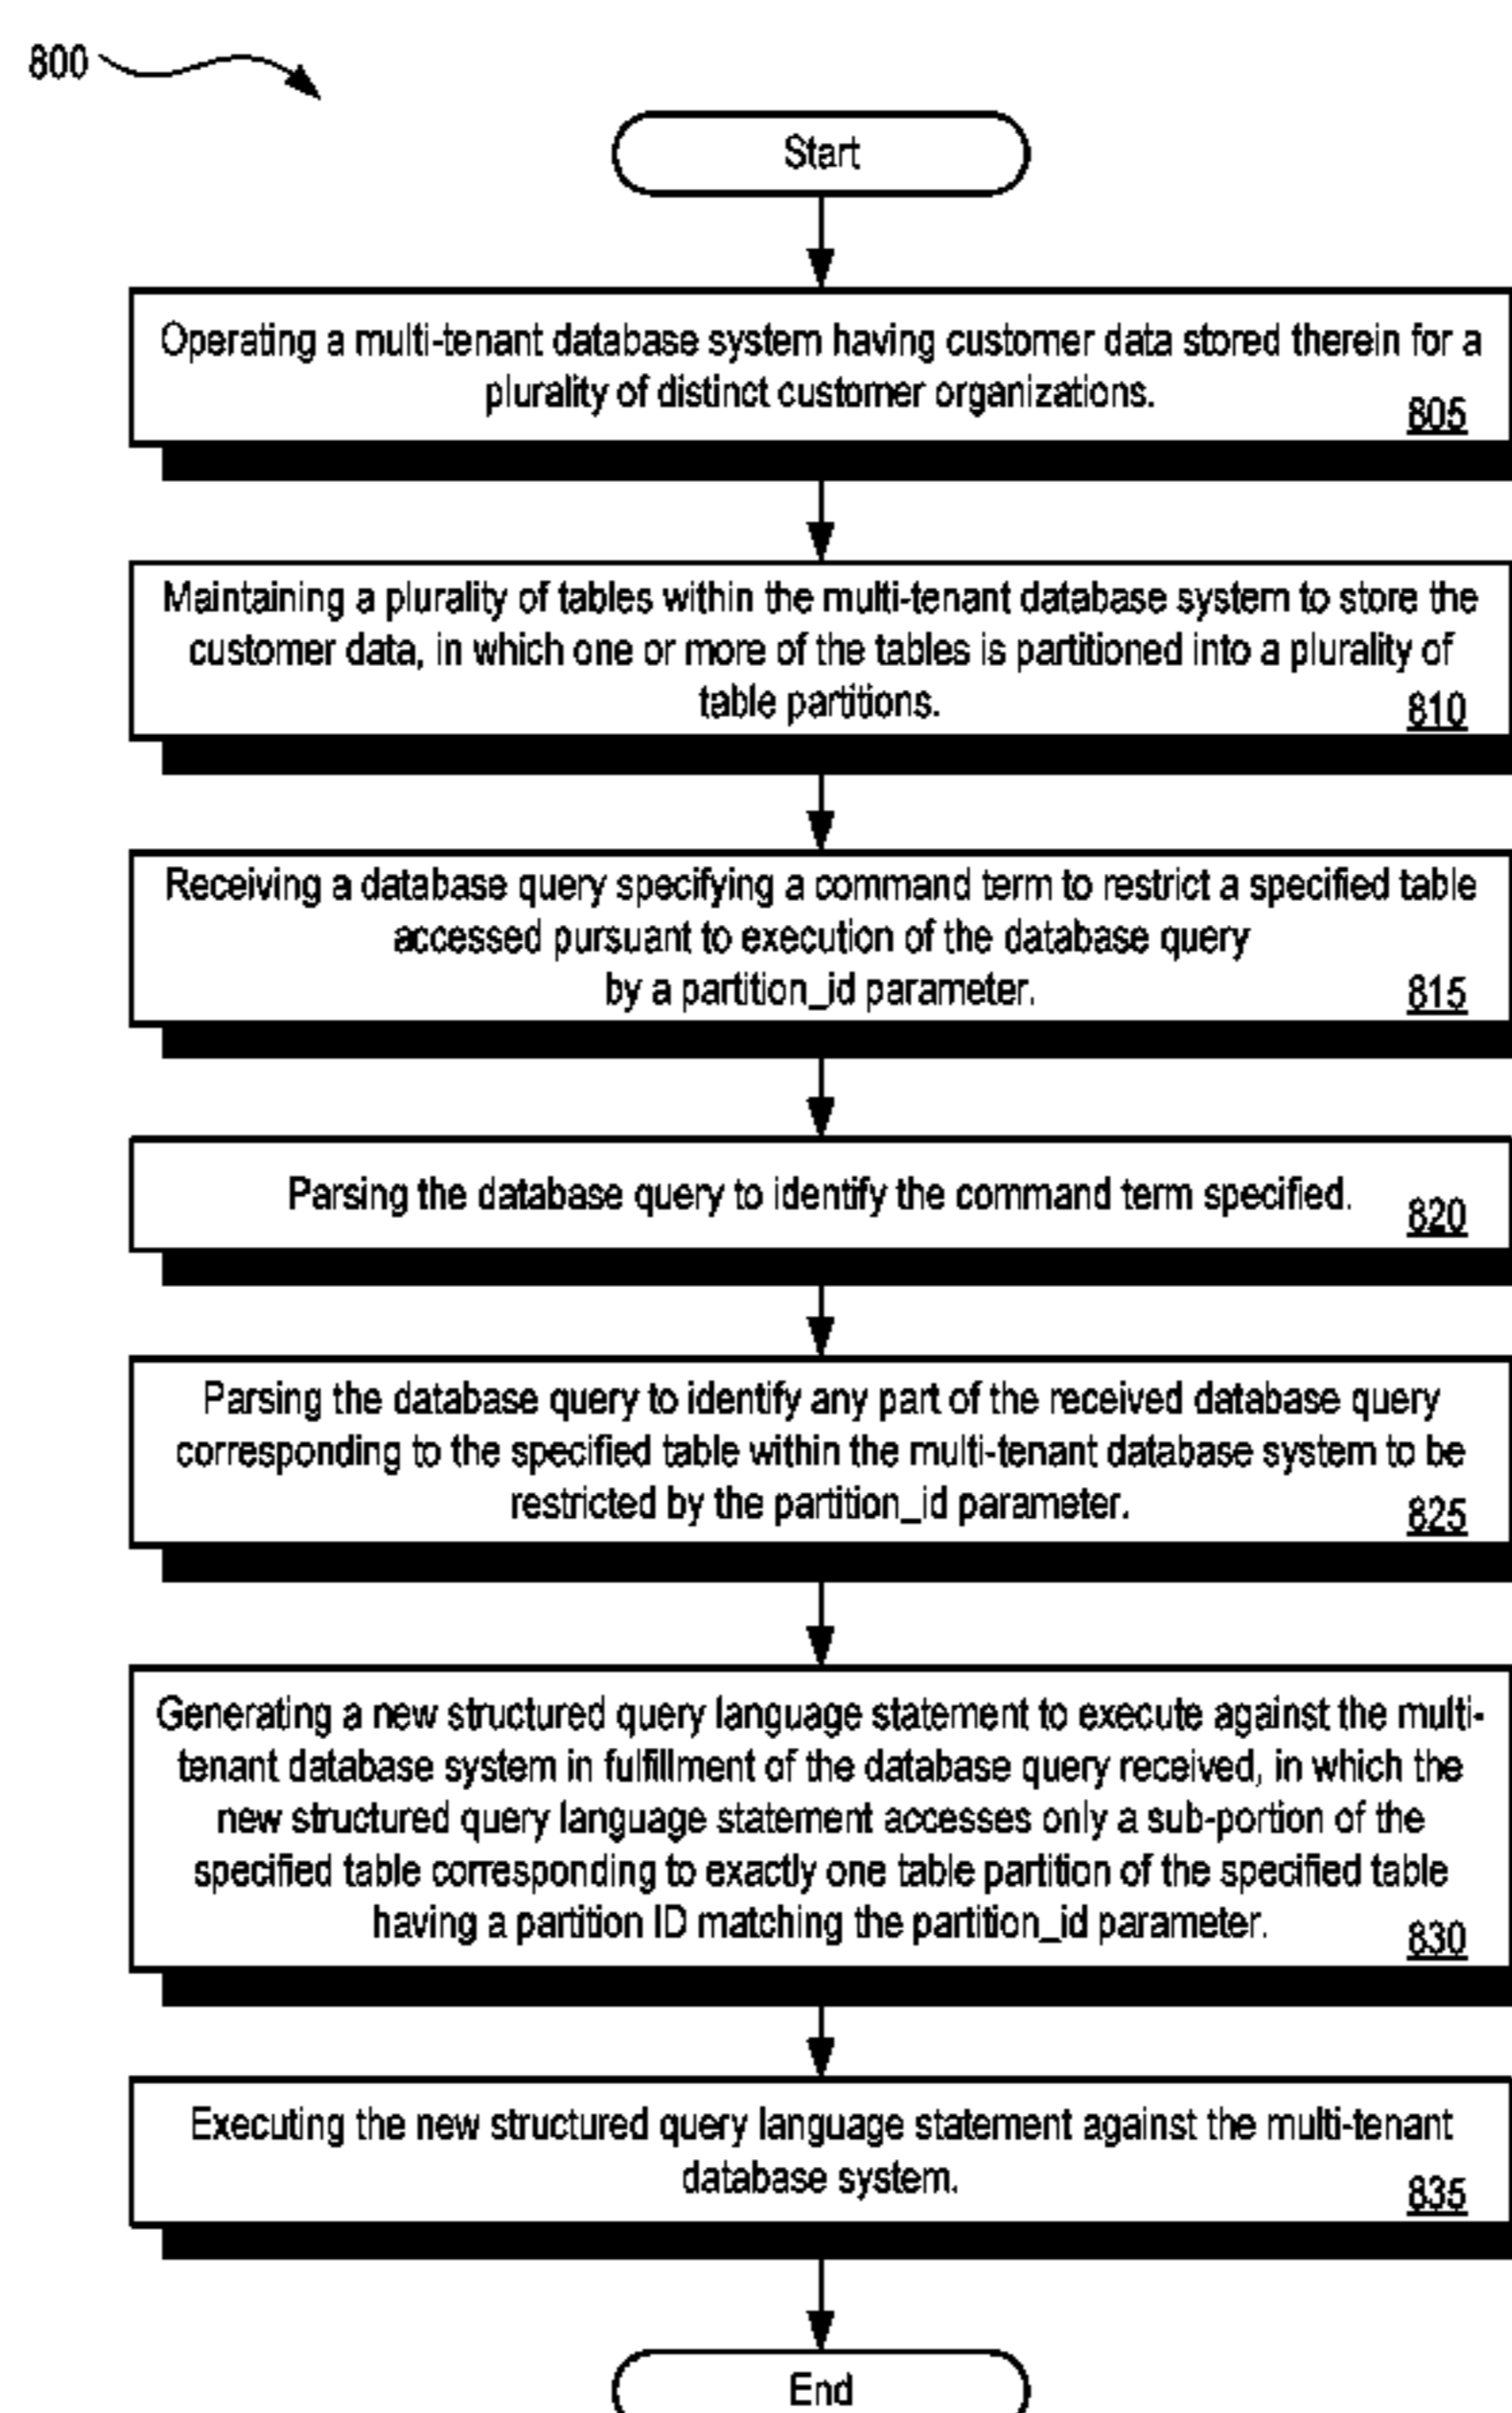 800
Start
Operating a multi-tenant database system having customer data stored therein for a
plurality of distinct customer organizations.
805
Maintaining a plurality of tables within the multi-tenant database system to store the
customer data, in which one or more of the tables is partitioned into a plurality of
table partitions.
810
Receiving a database query specifying a command term to restrict a specified table
accessed pursuant to execution of the database query
by a partition_id parameter.
815
Parsing the database query to identify the command term specified.
820
Parsing the database query to identify any part of the received database query
corresponding to the specified table within the multi-tenant database system to be
restricted by the partition_id parameter.
825
Generating a new structured query language statement to execute against the multi-
tenant database system in fulfillment of the database query received, in which the
new structured query language statement accesses only a sub-portion of the
specified table corresponding to exactly one table partition of the specified table
having a partition ID matching the partition_id parameter.
830
Executing the new structured query language statement against the multi-tenant
database system.
835
End